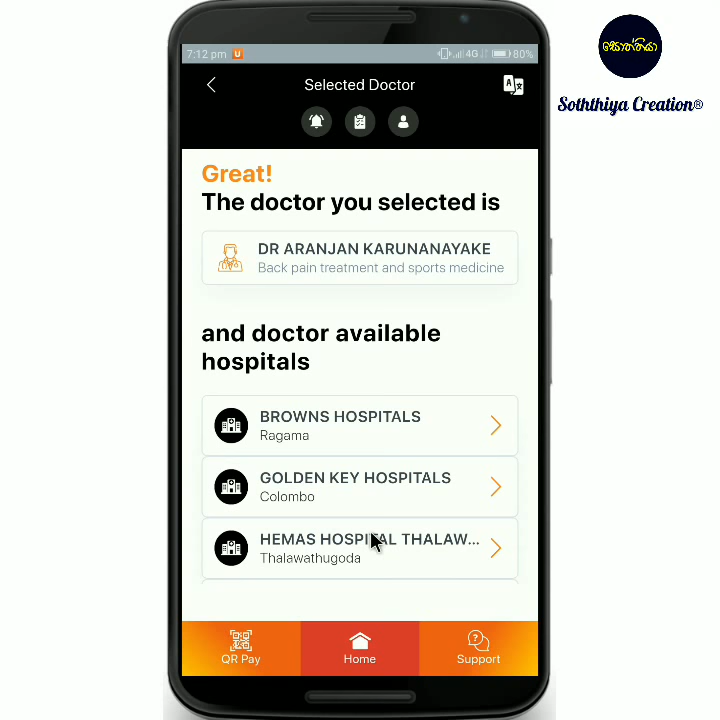 7:12 pm
4G
80%
Selected Doctor
සොත්තියා
Soththiya Creation®
Great!
The doctor you selected is
DR ARANJAN KARUNANAYAKE
Back pain treatment and sports medicine
and doctor available
hospitals
BROWNS HOSPITALS
Ragama
GOLDEN KEY HOSPITALS
Colombo
HEMAS HOSPITAL THALAW...
Thalawathugoda
QR Pay
Home
Support